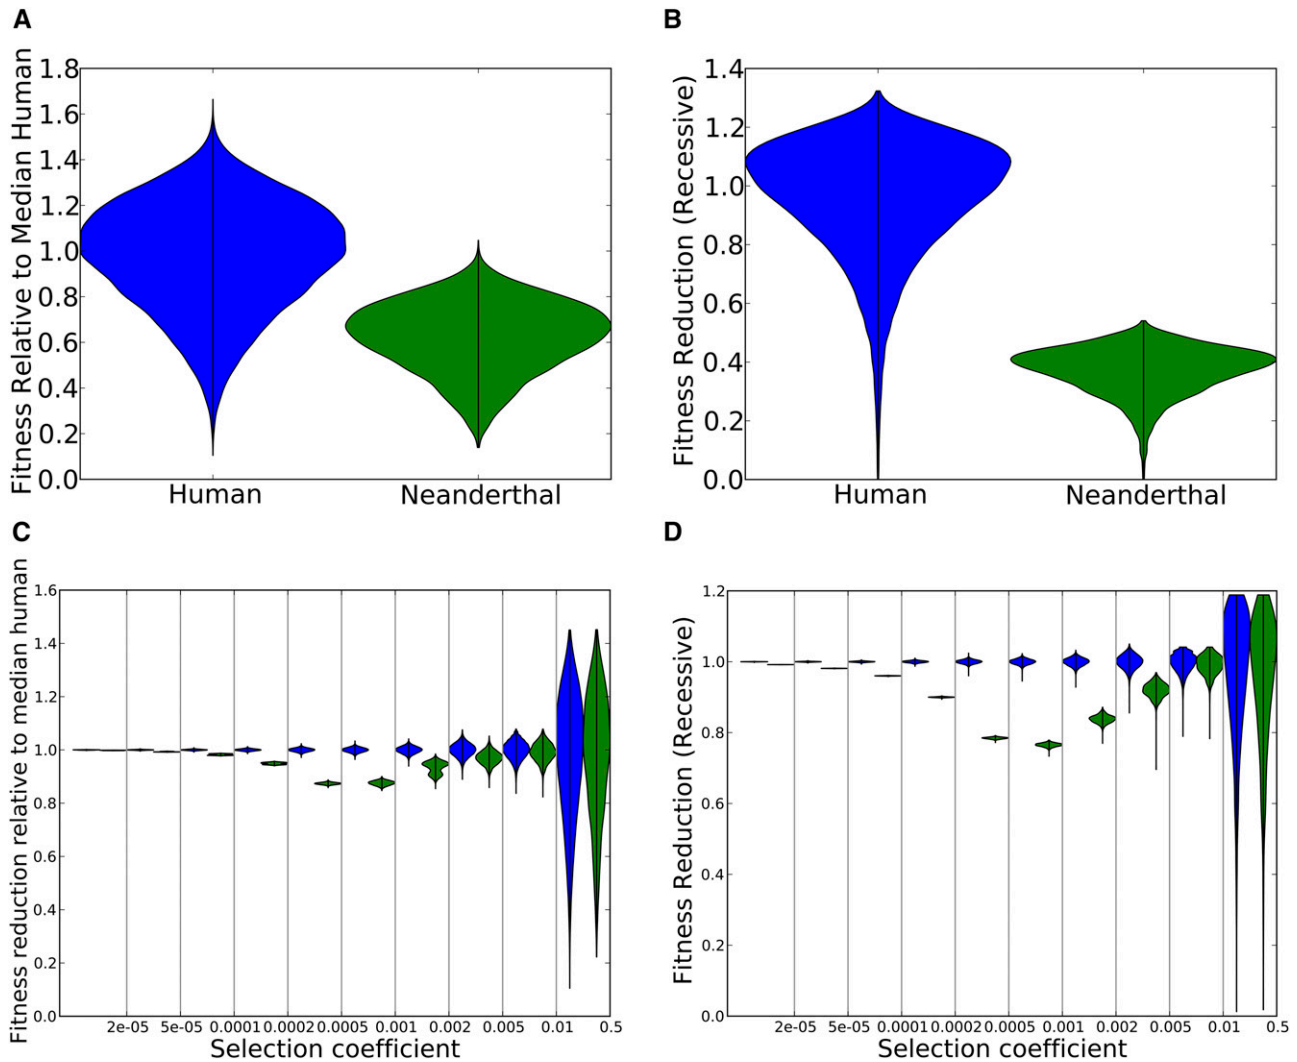 A
Fitness Relative to Median Human
1.8
1.6
1.4
1.2
1.0
0.8
0.6
0.4
0.2
0.0
Human Neanderthal
B
Fitness Reduction (Recessive)
1.4
1.2
1.0
0.8
0.6
0.4
0.2
0.0
Human Neanderthal
C
Fitness reduction relative to median human
1.6
1.4
1.2
1.0
0.8
0.6
0.4
0.2
0.0
2e-05 5e-05 0.0001 0.0002 0.0005 0.001 0.002 0.005 0.01 0.5
Selection coefficient
D
Fitness Reduction (Recessive)
1.2
1.0
0.8
0.6
0.4
0.2
0.0
2e-05 5e-05 0.0001 0.0002 0.0005 0.001 0.002 0.005 0.01 0.5
Selection coefficient